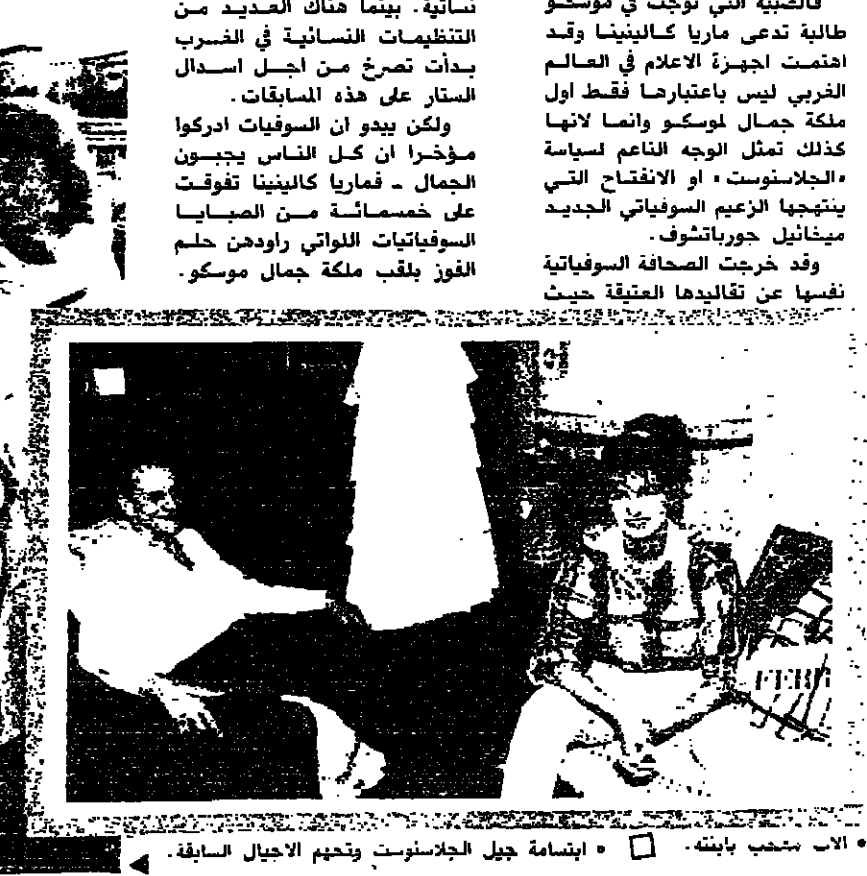 فالصبية التي توجت في موسكو
طالبة تدعى ماريا كالينينا وقد
اهتمت اجهزة الاعلام في العالم
الغربي ليس باعتبارها فقط اول
ملكة جمال لموسكو وانما لانها
كذلك تمثل الوجه الناعم لسياسة
«الجلاسنوست» او الانفتاح التي
ينتهجها الزعيم السوفياتي الجديد
ميخائيل جورباتشوف.
وقد خرجت الصحافة السوفياتية
نفسها عن تقاليدها العتيقة حيث
نسائية. بينما هناك العديد من
التنظيمات النسائية في الغرب
بدأت تصرخ من اجل اسدال
الستار على هذه المسابقات.
ولكن يبدو ان السوفيات ادركوا
مؤخرا ان كل الناس يحبون
الجمال - فماريا كالينينا تفوقت
على خمسمائة من الصبايا
السوفياتيات اللواتي راودهن حلم
الفوز بلقب ملكة جمال موسكو.
• الاب معجب بابنته.
• ابتسامة جيل الجلاسنوست وتجهم الاجيال السابقة.